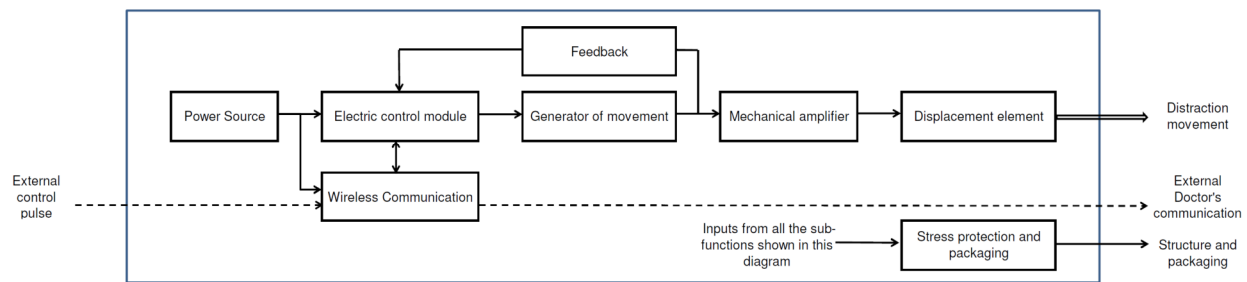 Feedback
Power Source
Electric control module
Generator of movement
Mechanical amplifier
Displacement element
Distraction
movement
External
control
pulse
Wireless Communication
External
Doctor's
communication
Inputs from all the sub-
functions shown in this
diagram
Stress protection and
packaging
Structure and
packaging